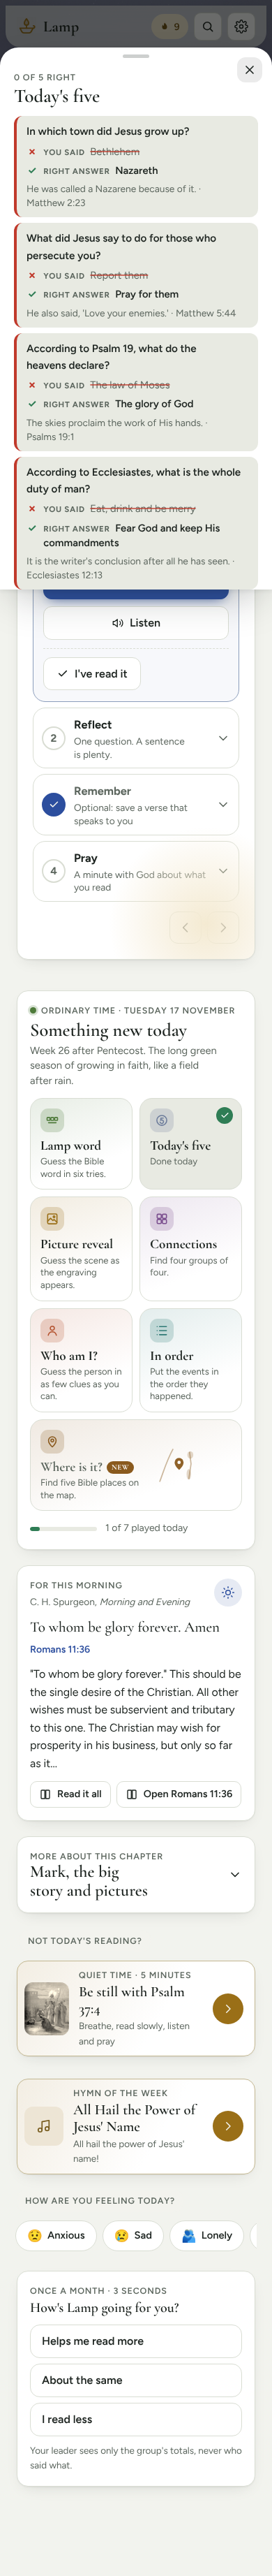 Lamp
9
0 OF 5 RIGHT
Today's five
In which town did Jesus grow up?
YOU SAID Bethlehem
RIGHT ANSWER Nazareth
He was called a Nazarene because of it. ·
Matthew 2:23
What did Jesus say to do for those who
persecute you?
YOU SAID Report them
RIGHT ANSWER Pray for them
He also said, 'Love your enemies.' · Matthew 5:44
According to Psalm 19, what do the
heavens declare?
YOU SAID The law of Moses
RIGHT ANSWER The glory of God
The skies proclaim the work of His hands. ·
Psalms 19:1
According to Ecclesiastes, what is the whole
duty of man?
YOU SAID Eat, drink and be merry
RIGHT ANSWER Fear God and keep His
commandments
It is the writer's conclusion after all he has seen. ·
Ecclesiastes 12:13
Listen
I've read it
2
Reflect
One question. A sentence
is plenty.
Remember
Optional: save a verse that
speaks to you
4
Pray
A minute with God about what
you read
ORDINARY TIME · TUESDAY 17 NOVEMBER
Something new today
Week 26 after Pentecost. The long green
season of growing in faith, like a field
after rain.
Lamp word
Guess the Bible
word in six tries.
5
Today's five
Done today
Picture reveal
Guess the scene as
the engraving
appears.
Connections
Find four groups of
four.
Who am I?
Guess the person in
as few clues as you
can.
In order
Put the events in
the order they
happened.
Where is it? NEW
Find five Bible places on
the map.
1 of 7 played today
FOR THIS MORNING
C. H. Spurgeon, Morning and Evening
To whom be glory forever. Amen
Romans 11:36
"To whom be glory forever." This should be
the single desire of the Christian. All other
wishes must be subservient and tributary
to this one. The Christian may wish for
prosperity in his business, but only so far
as it…
Read it all
Open Romans 11:36
MORE ABOUT THIS CHAPTER
Mark, the big
story and pictures
NOT TODAY'S READING?
QUIET TIME · 5 MINUTES
Be still with Psalm
37:4
Breathe, read slowly, listen
and pray
HYMN OF THE WEEK
All Hail the Power of
Jesus' Name
All hail the power of Jesus'
name!
HOW ARE YOU FEELING TODAY?
Anxious
Sad
Lonely
ONCE A MONTH · 3 SECONDS
How's Lamp going for you?
Helps me read more
About the same
I read less
Your leader sees only the group's totals, never who
said what.